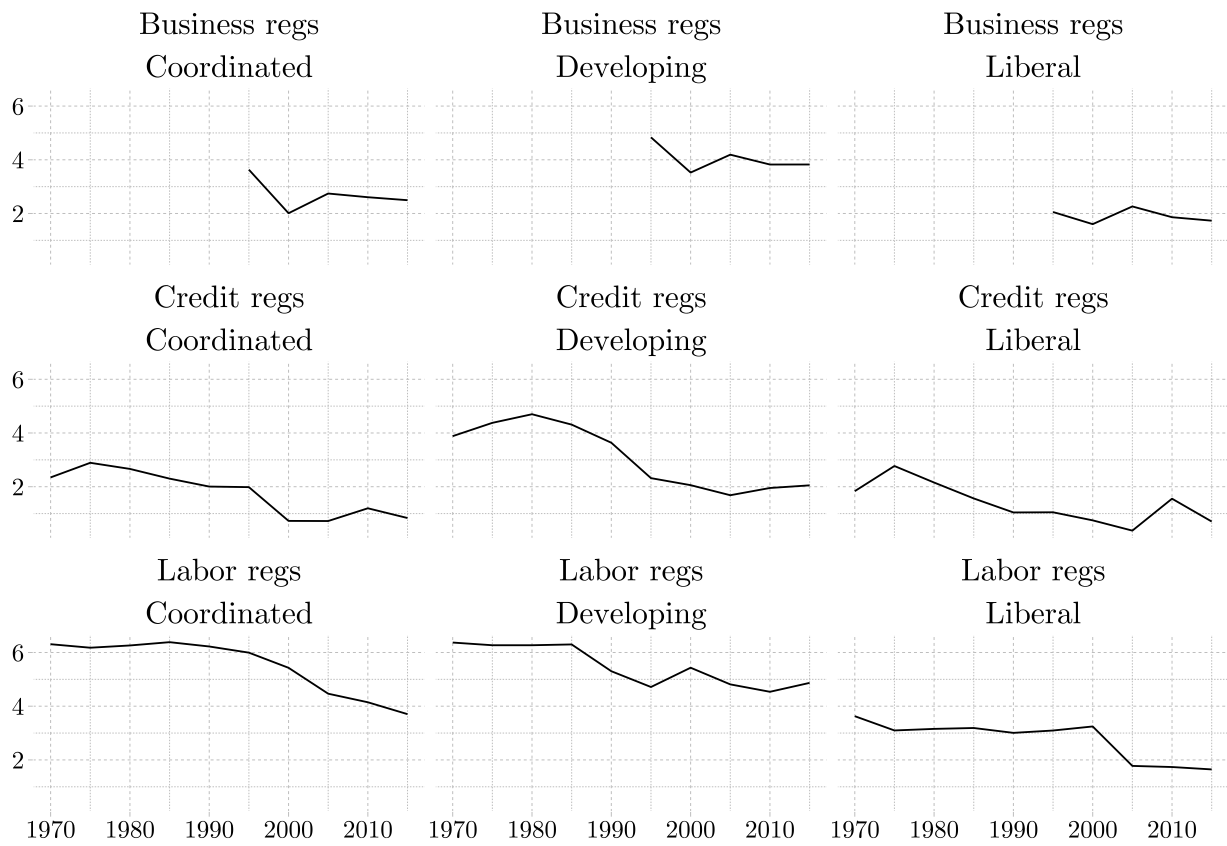 Business regs Business regs Business regs
Coordinated Developing Liberal
6
4
2
Credit regs Credit regs Credit regs
Coordinated Developing Liberal
6
4
2
Labor regs Labor regs Labor regs
Coordinated Developing Liberal
6
4
2
1970 1980 1990 2000 2010 1970 1980 1990 2000 2010 1970 1980 1990 2000 2010